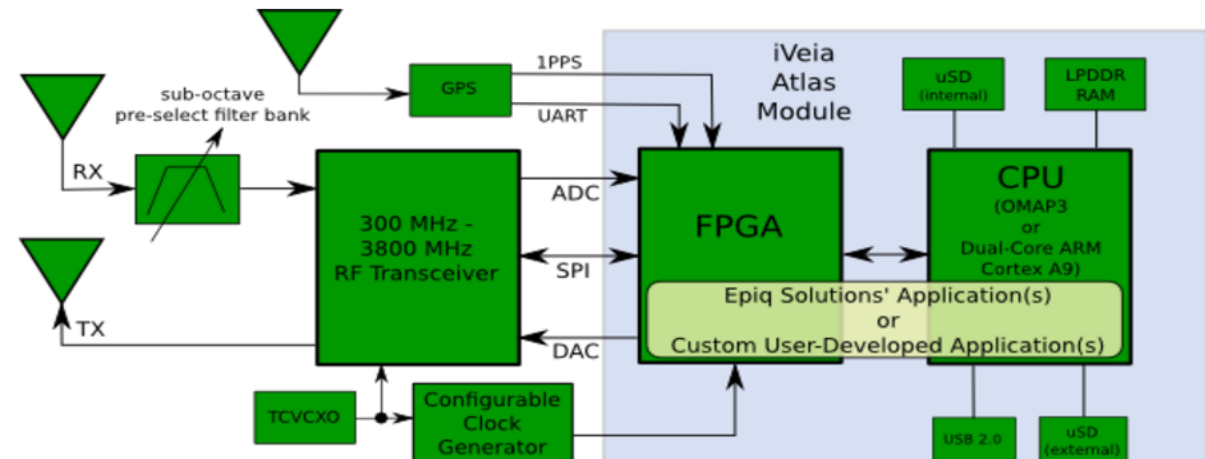 sub-octave
pre-select filter bank
RX
TX
GPS
1PPS
UART
300 MHz -
3800 MHz
RF Transceiver
ADC
SPI
DAC
TCVCXO
Configurable
Clock
Generator
iVeia
Atlas
Module
FPGA
uSD
(internal)
LPDDR
RAM
CPU
(OMAP3
or
Dual-Core ARM
Cortex A9)
Epiq Solutions' Application(s)
or
Custom User-Developed Application(s)
USB 2.0
uSD
(external)